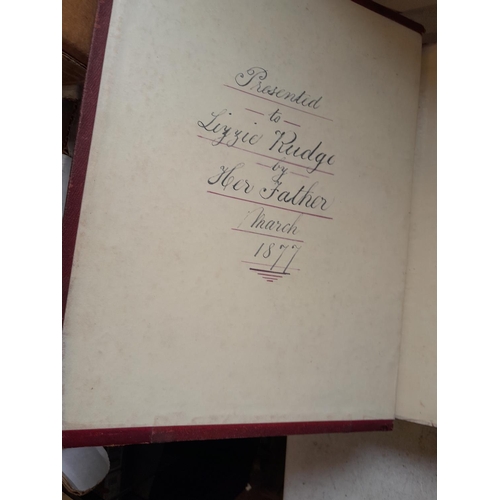 Presented
— to —
Lizzie Rudge
— by —
Her Father
March
1877